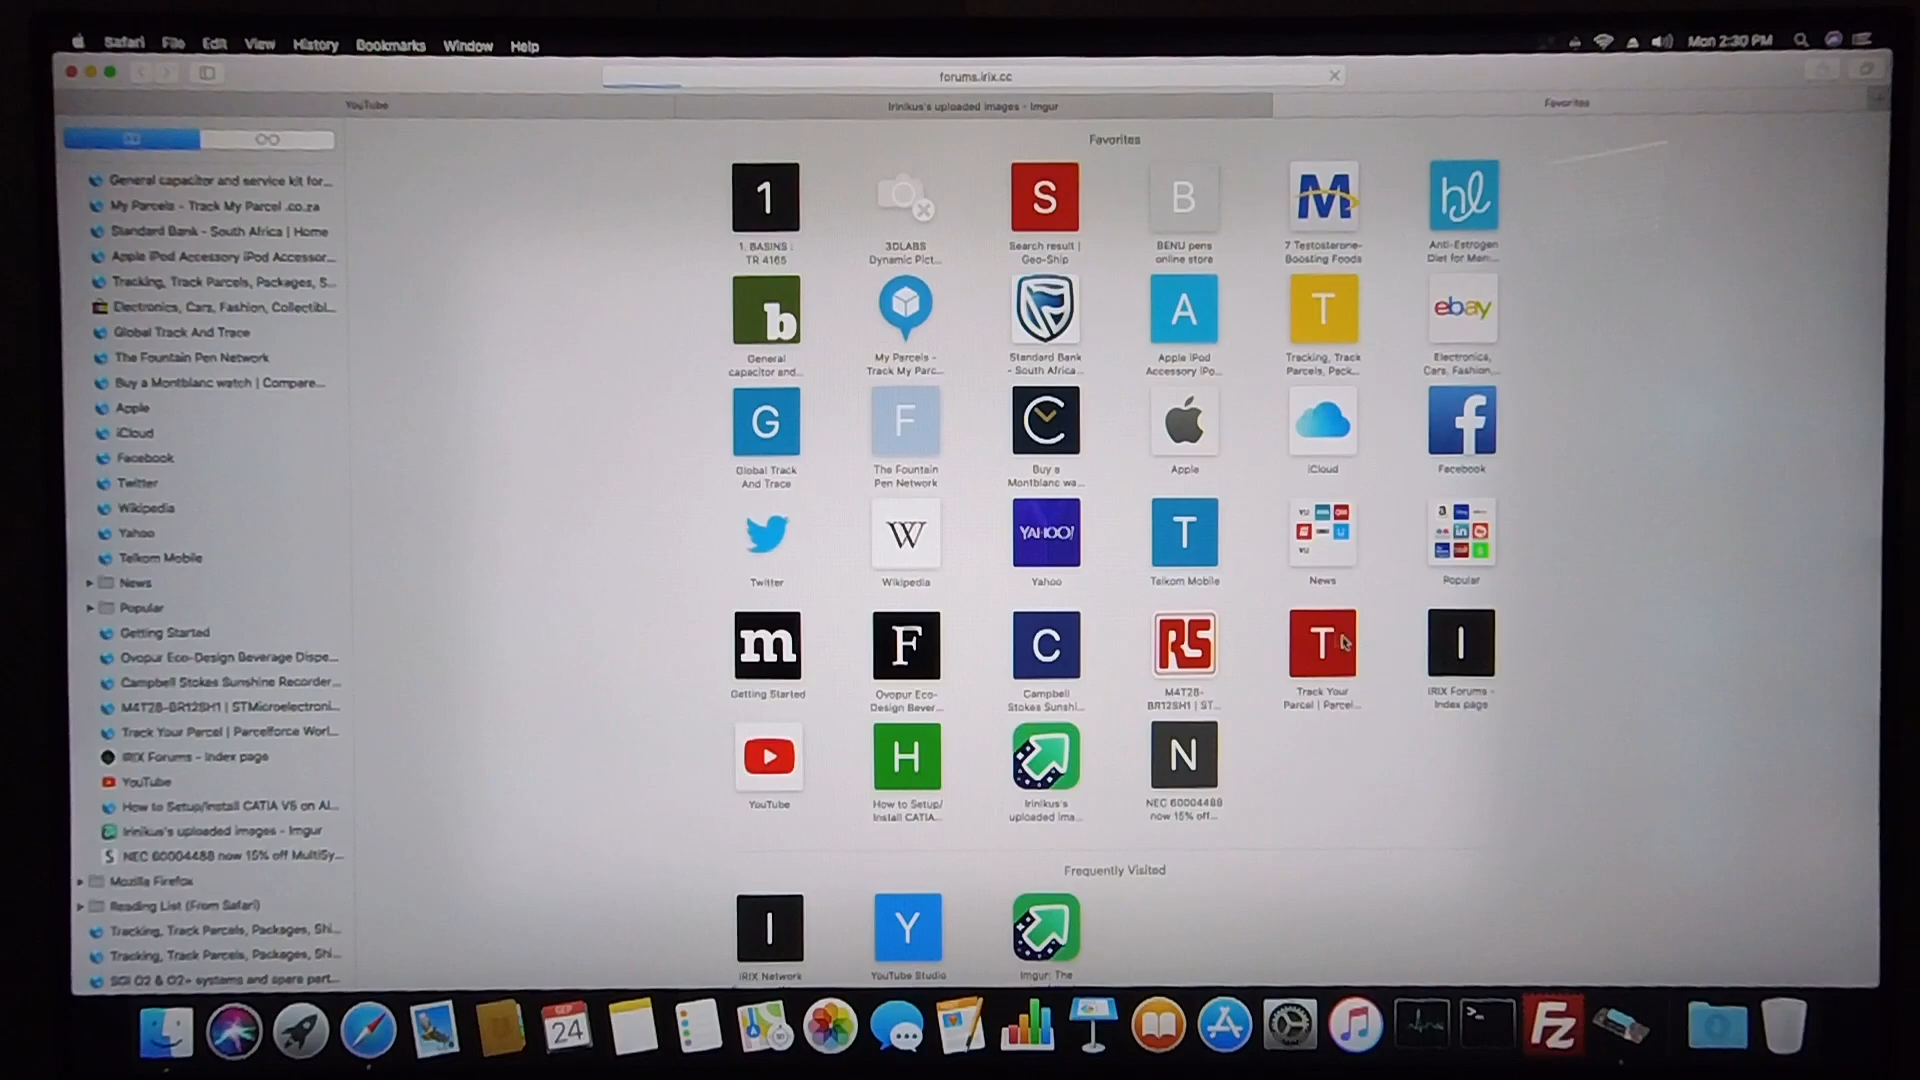 Safari File Edit View History Bookmarks Window Help
Mon 2:30 PM
forums.irix.cc
YouTube
Irinikus's uploaded images - Imgur
Favorites
General capacitor and service kit for...
My Parcels - Track My Parcel .co.za
Standard Bank - South Africa | Home
Apple iPod Accessory iPod Accessor...
Tracking, Track Parcels, Packages, S...
Electronics, Cars, Fashion, Collectibl...
Global Track And Trace
The Fountain Pen Network
Buy a Montblanc watch | Compare...
Apple
iCloud
Facebook
Twitter
Wikipedia
Yahoo
Telkom Mobile
News
Popular
Getting Started
Ovopur Eco-Design Beverage Dispe...
Campbell Stokes Sunshine Recorder...
M4T28-BR12SH1 | STMicroelectroni...
Track Your Parcel | Parcelforce Worl...
IRIX Forums - Index page
YouTube
How to Setup/Install CATIA V5 on AI...
Irinikus's uploaded images - Imgur
S NEC 60004488 now 15% off MultiSy...
Mozilla Firefox
Reading List (From Safari)
Tracking, Track Parcels, Packages, Shi...
Tracking, Track Parcels, Packages, Shi...
SGI O2 & O2+ systems and spare part...
Favorites
1
S
B
M
hl
1. BASINS :
TR 4165
3DLABS
Dynamic Pict...
Search result |
Geo-Ship
BENU pens
online store
7 Testosterone-
Boosting Foods
Anti-Estrogen
Diet for Men:...
b
A
T
ebay
General
capacitor and...
My Parcels -
Track My Parc...
Standard Bank
- South Africa...
Apple iPod
Accessory iPo...
Tracking, Track
Parcels, Pack...
Electronics,
Cars, Fashion,...
G
F
C
f
Global Track
And Trace
The Fountain
Pen Network
Buy a
Montblanc wa...
Apple
iCloud
Facebook
W
YAHOO!
T
Twitter
Wikipedia
Yahoo
Telkom Mobile
News
Popular
m
F
C
RS
T
I
Getting Started
Ovopur Eco-
Design Bever...
Campbell
Stokes Sunshi...
M4T28-
BR12SH1 | ST...
Track Your
Parcel | Parcel...
IRIX Forums -
Index page
H
N
YouTube
How to Setup/
Install CATIA...
Irinikus's
uploaded ima...
NEC 60004488
now 15% off...
Frequently Visited
I
Y
IRIX Network
YouTube Studio
Imgur: The
SEP
24
FZ